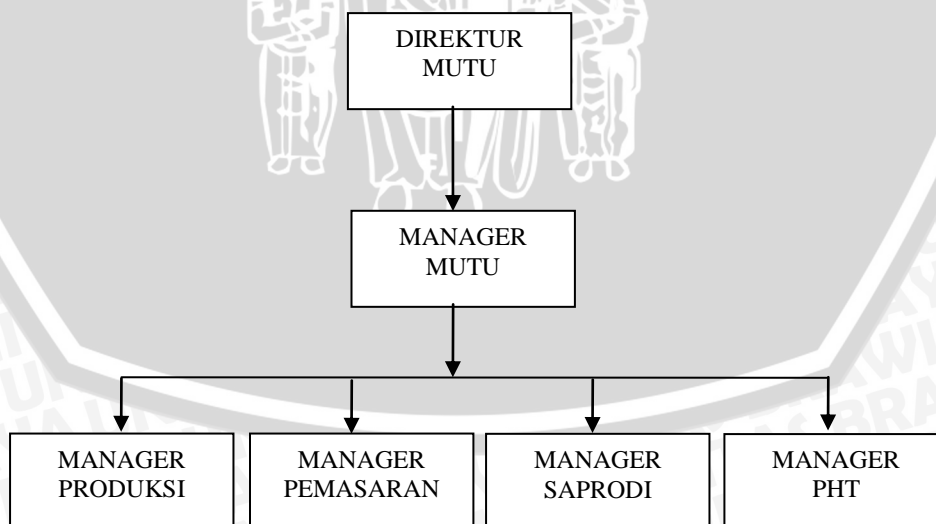 DIREKTUR
MUTU
MANAGER
MUTU
MANAGER
PRODUKSI
MANAGER
PEMASARAN
MANAGER
SAPRODI
MANAGER
PHT